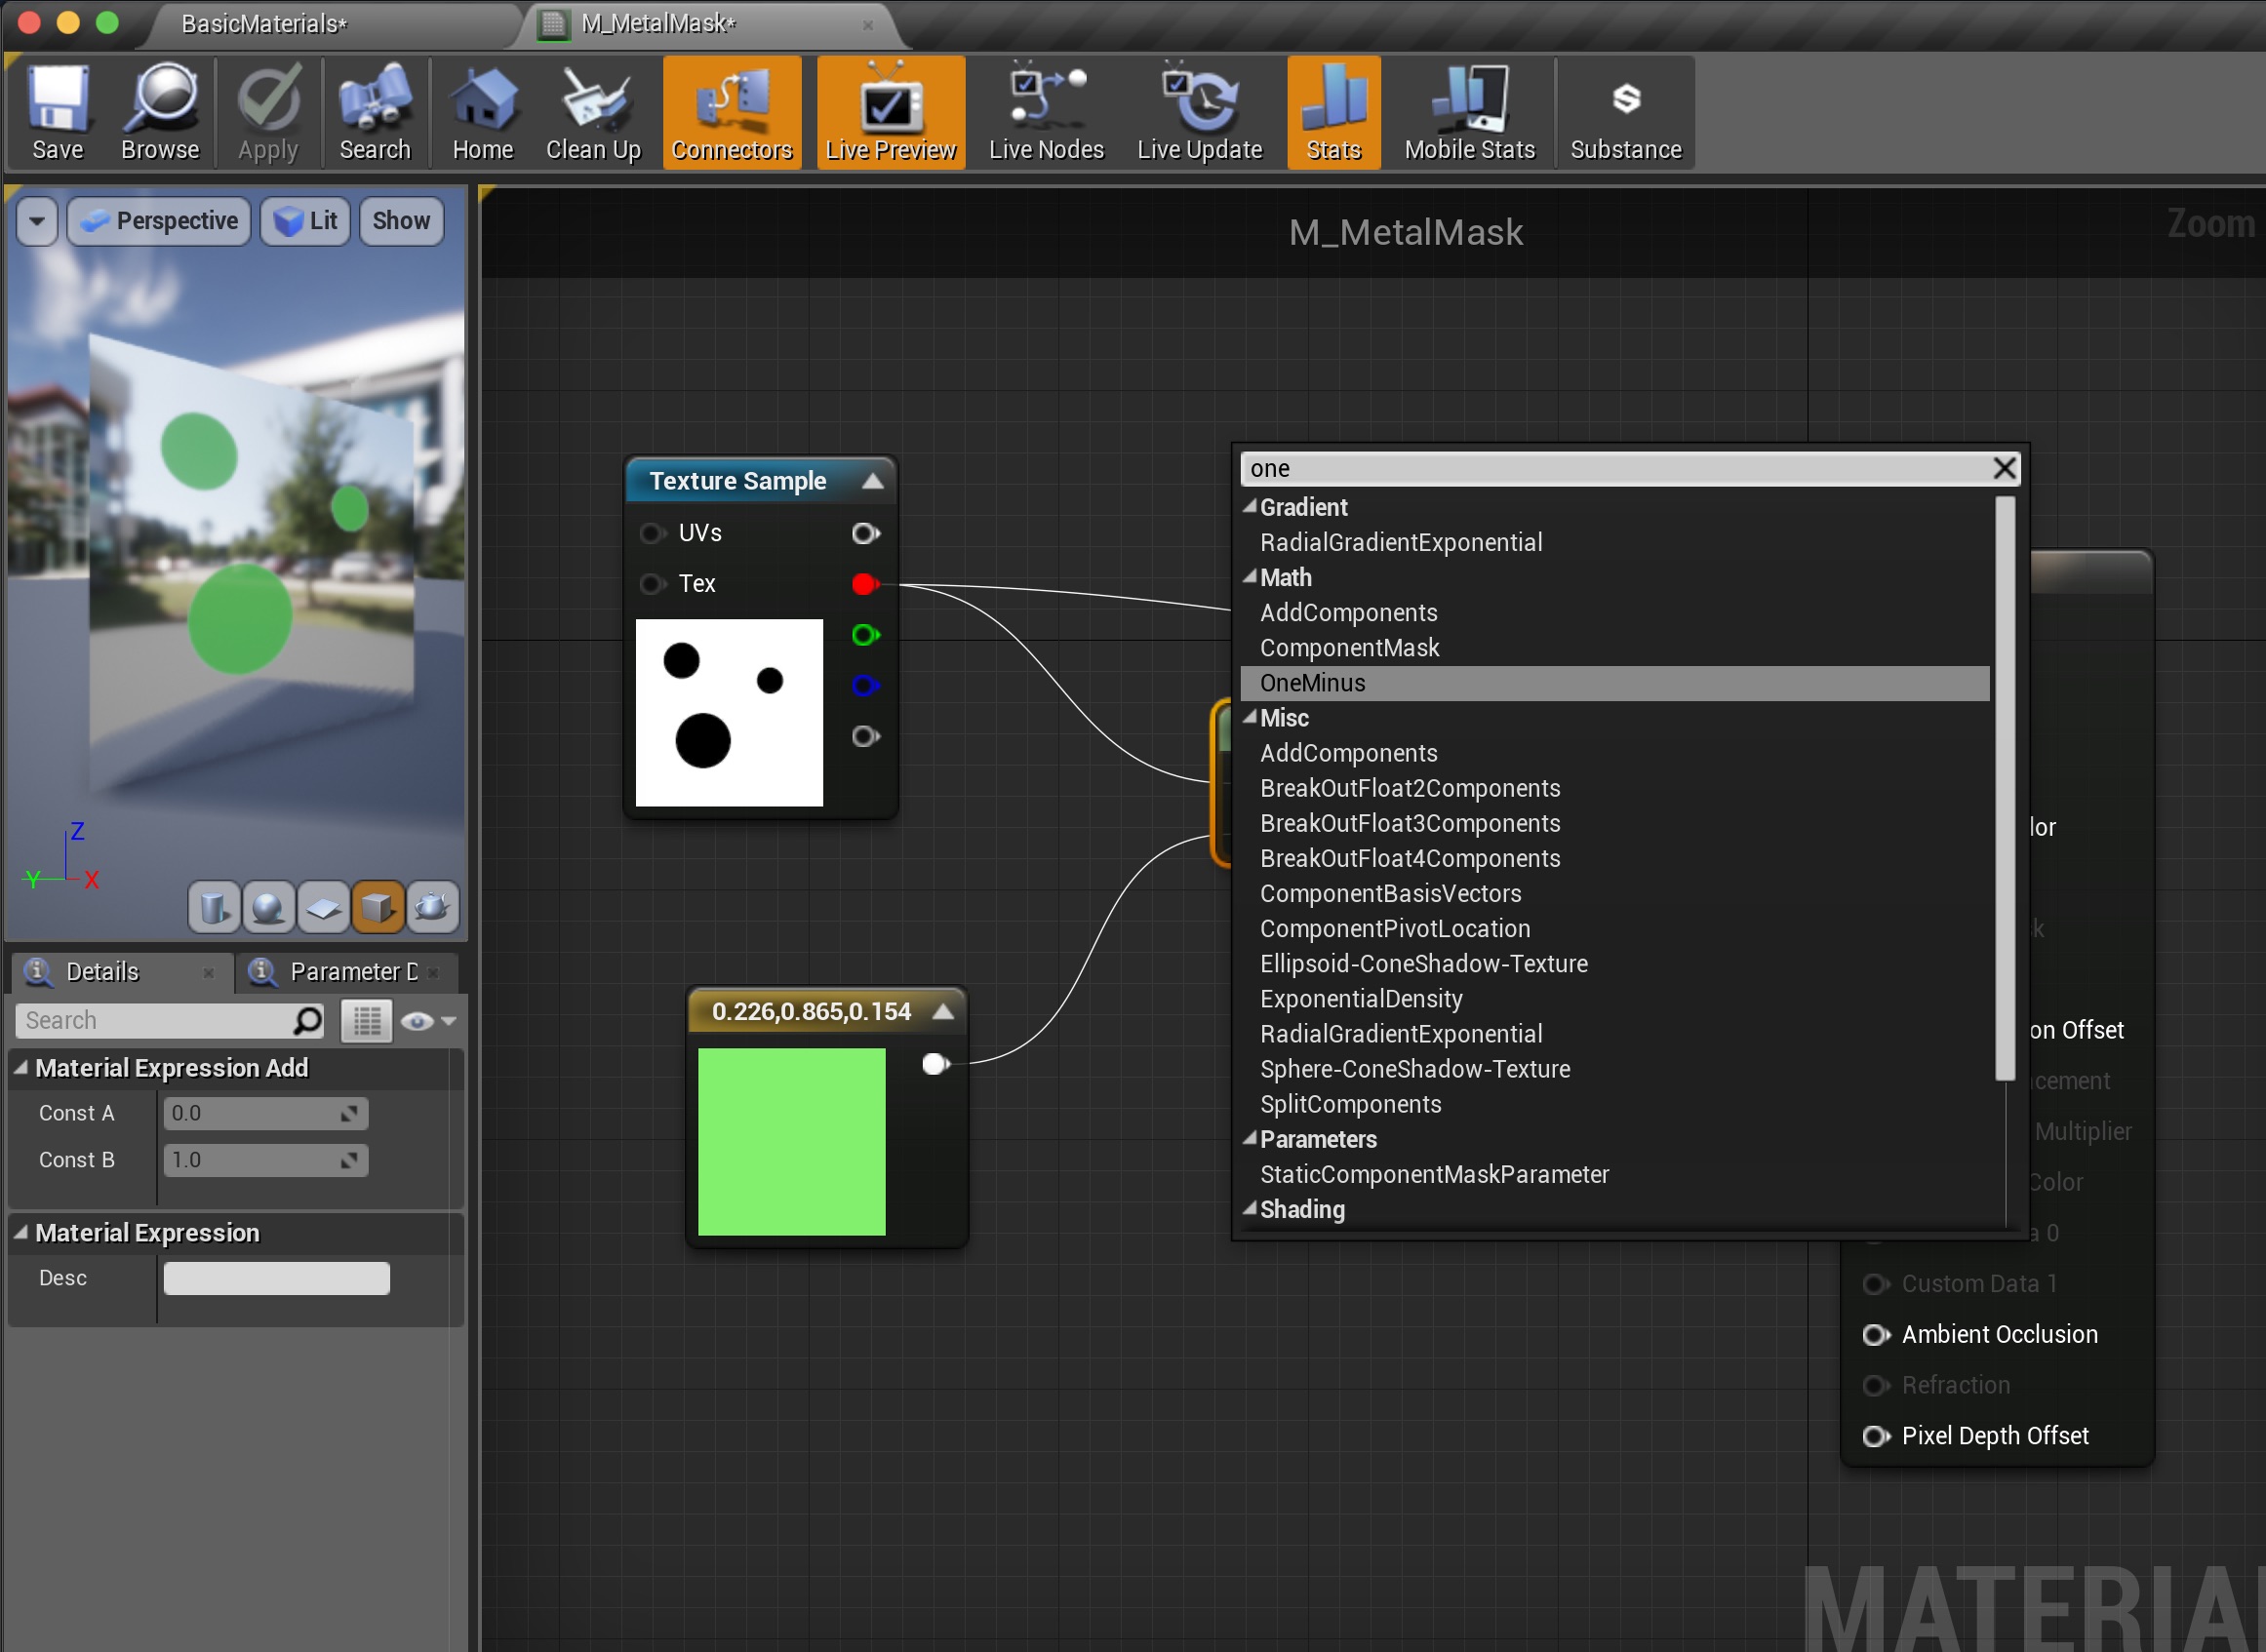 BasicMaterials*
M_MetalMask*
Save
Browse
Apply
Search
Home
Clean Up
Connectors
Live Preview
Live Nodes
Live Update
Stats
Mobile Stats
Substance
Perspective
Lit
Show
M_MetalMask
Zoom
Texture Sample
UVs
Tex
one
Gradient
RadialGradientExponential
Math
AddComponents
ComponentMask
OneMinus
Misc
AddComponents
BreakOutFloat2Components
BreakOutFloat3Components
BreakOutFloat4Components
ComponentBasisVectors
ComponentPivotLocation
Ellipsoid-ConeShadow-Texture
ExponentialDensity
RadialGradientExponential
Sphere-ConeShadow-Texture
SplitComponents
Parameters
StaticComponentMaskParameter
Shading
lor
k
on Offset
cement
Multiplier
Color
a 0
Custom Data 1
Ambient Occlusion
Refraction
Pixel Depth Offset
0.226,0.865,0.154
Z
Y
X
Details
Parameter D
Search
Material Expression Add
Const A
0.0
Const B
1.0
Material Expression
Desc
MATERIA